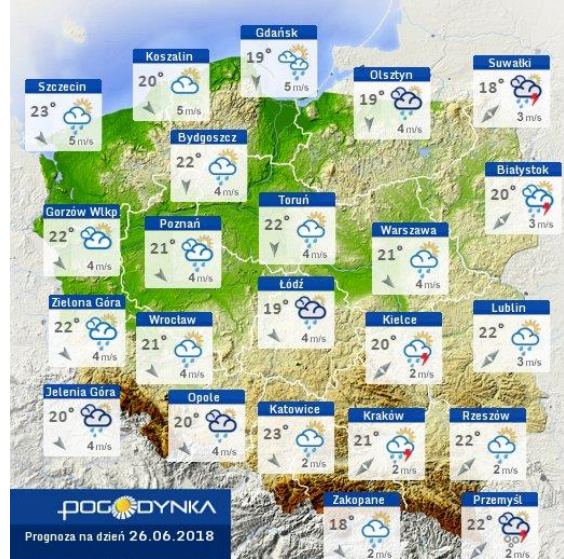 Gdańsk
19° 5 m/s
Koszalin
20° 5 m/s
Suwałki
18° 3 m/s
Olsztyn
19° 4 m/s
Szczecin
23° 5 m/s
Bydgoszcz
22° 4 m/s
Białystok
20° 3 m/s
Toruń
22° 4 m/s
Gorzów Wlkp.
22° 4 m/s
Poznań
21° 4 m/s
Warszawa
21° 4 m/s
Łódź
19° 4 m/s
Zielona Góra
22° 4 m/s
Wrocław
21° 4 m/s
Kielce
20° 2 m/s
Lublin
22° 3 m/s
Jelenia Góra
20° 4 m/s
Opole
20° 4 m/s
Katowice
23° 2 m/s
Kraków
21° 2 m/s
Rzeszów
22° 2 m/s
Zakopane
18° 2 m/s
Przemyśl
22° 2 m/s
POGODYNKA
Prognoza na dzień 26.06.2018